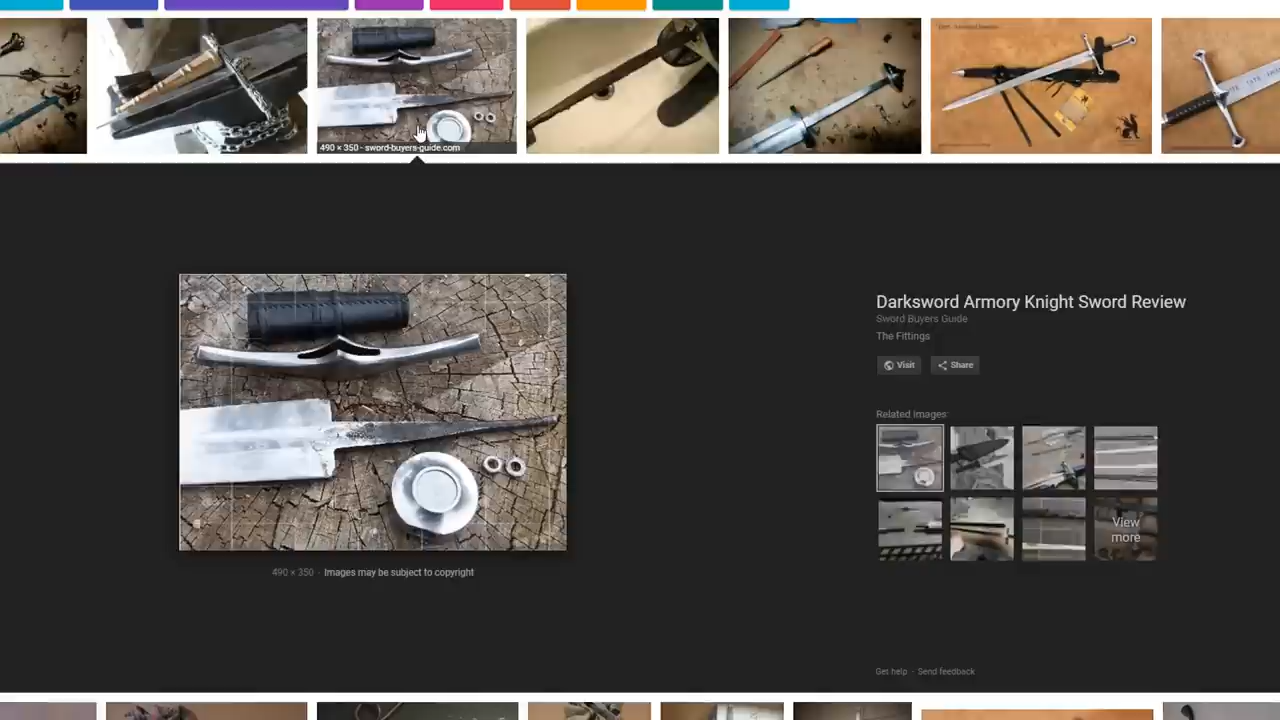 490 × 350 - sword-buyers-guide.com
Darksword Armory Knight Sword Review
Sword Buyers Guide
The Fittings
Visit
Share
Related Images:
View more
490 × 350 · Images may be subject to copyright
Get help · Send feedback